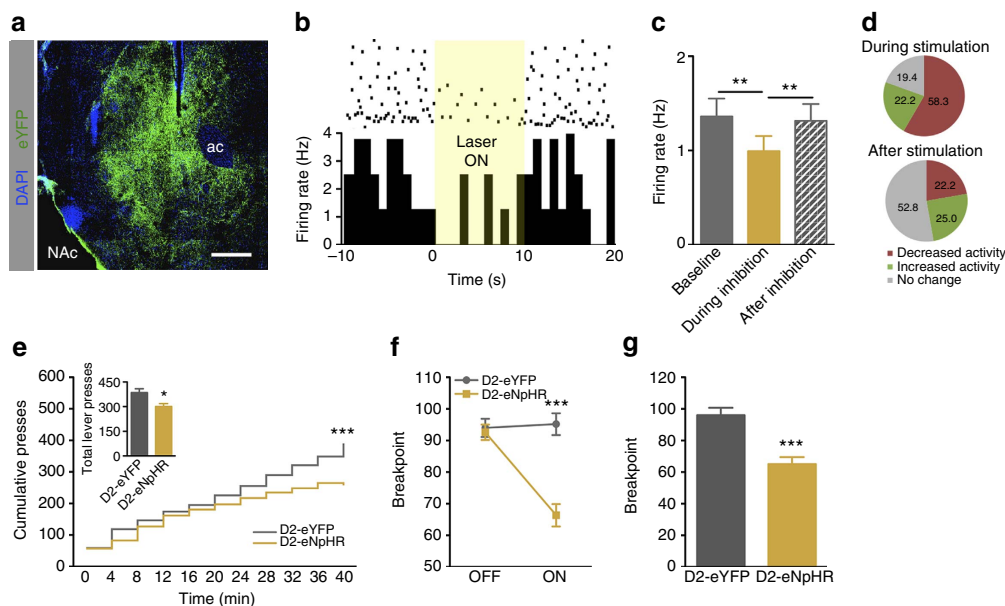 a
DAPI eYFP
ac
NAc
b
Laser
ON
Firing rate (Hz)
4
3
2
1
0
−10
0
10
20
Time (s)
c
**
**
Firing rate (Hz)
2
1
0
Baseline
During inhibition
After inhibition
d
During stimulation
19.4
22.2
58.3
After stimulation
22.2
52.8
25.0
Decreased activity
Increased activity
No change
e
Cumulative presses
600
500
400
300
200
100
0
Total lever presses
450
300
150
0
*
D2-eYFP
D2-eNpHR
***
D2-eYFP
D2-eNpHR
0 4 8 12 16 20 24 28 32 36 40
Time (min)
f
Breakpoint
110
100
90
80
70
60
50
D2-eYFP
D2-eNpHR
***
OFF ON
g
Breakpoint
120
100
80
60
40
20
0
***
D2-eYFP D2-eNpHR